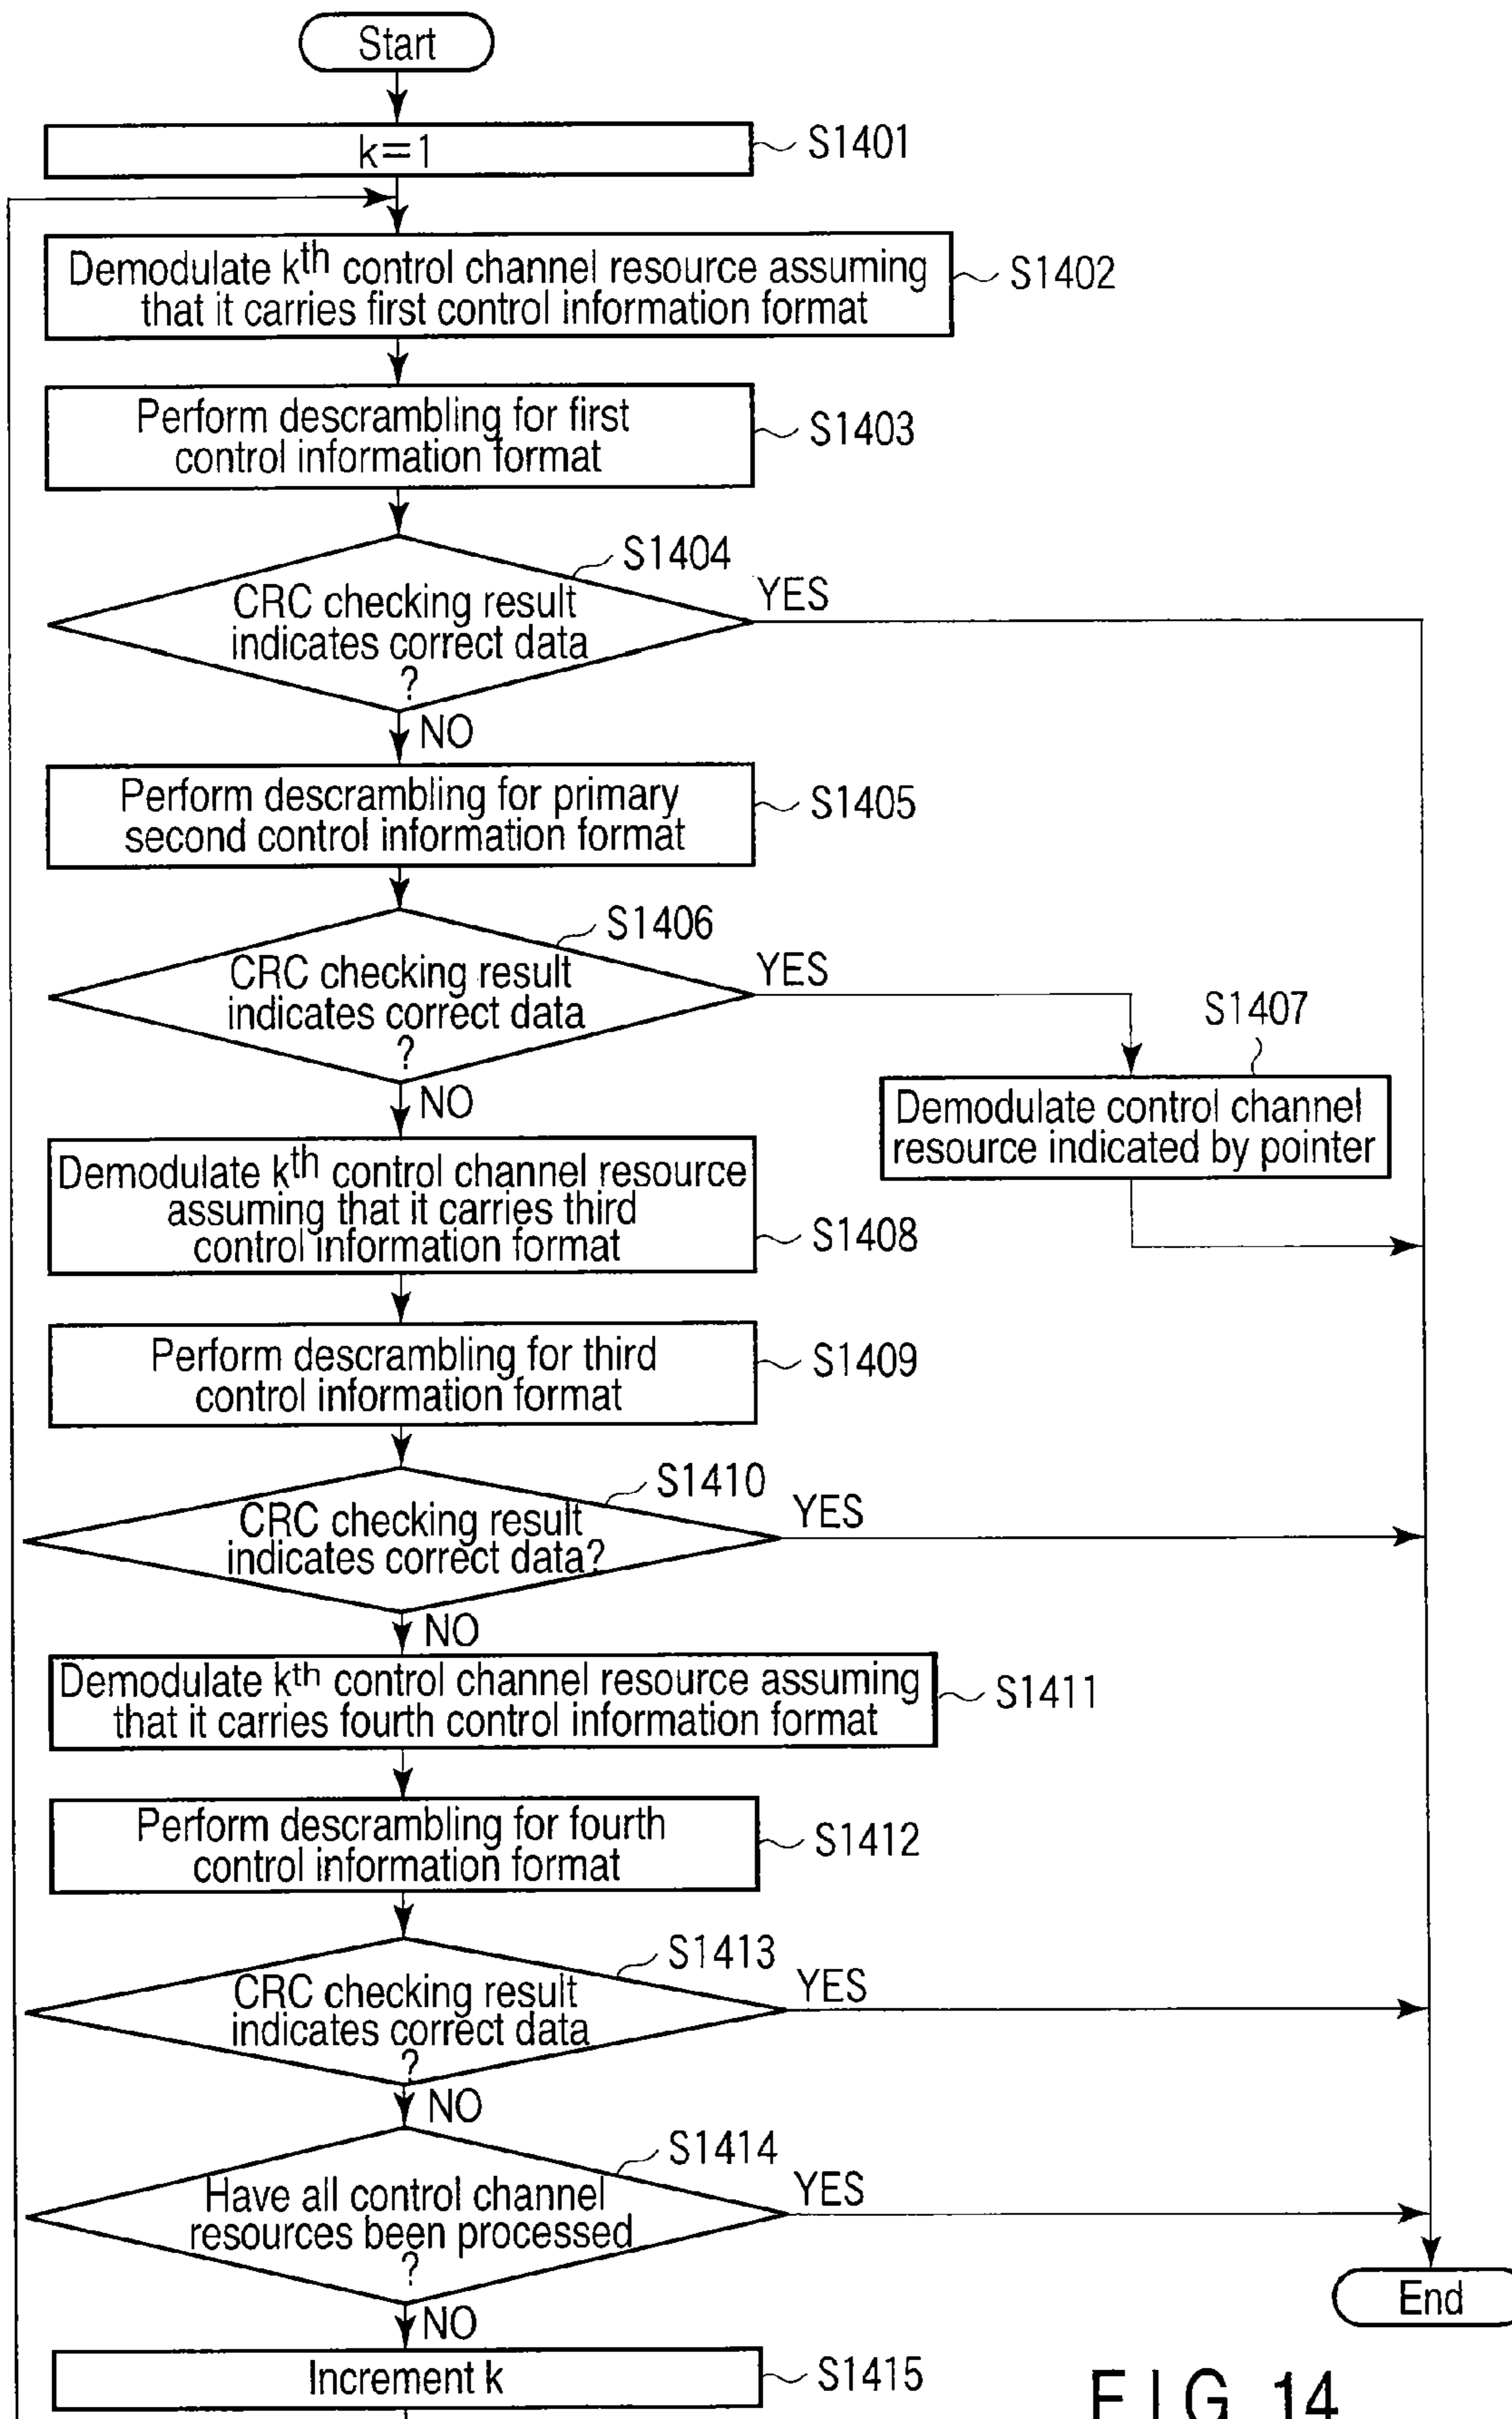 Start
k=1
S1401
Demodulate kth control channel resource assuming
that it carries first control information format
S1402
Perform descrambling for first
control information format
S1403
S1404
CRC checking result
indicates correct data
?
YES
NO
Perform descrambling for primary
second control information format
S1405
S1406
CRC checking result
indicates correct data
?
YES
S1407
Demodulate control channel
resource indicated by pointer
NO
Demodulate kth control channel resource
assuming that it carries third
control information format
S1408
Perform descrambling for third
control information format
S1409
S1410
CRC checking result
indicates correct data?
YES
NO
Demodulate kth control channel resource assuming
that it carries fourth control information format
S1411
Perform descrambling for fourth
control information format
S1412
S1413
CRC checking result
indicates correct data
?
YES
NO
S1414
Have all control channel
resources been processed
?
YES
End
NO
Increment k
S1415
FIG. 14